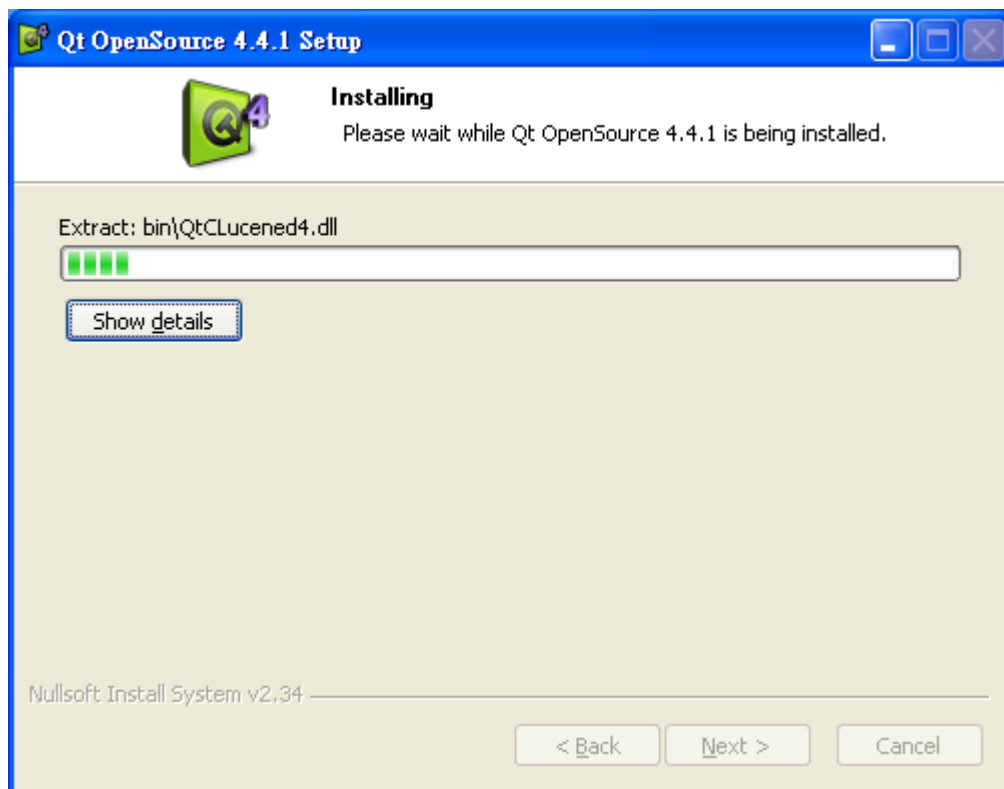 Qt OpenSource 4.4.1 Setup
Installing
Please wait while Qt OpenSource 4.4.1 is being installed.
Extract: bin\QtCLucened4.dll
Show details
Nullsoft Install System v2.34
< Back
Next >
Cancel